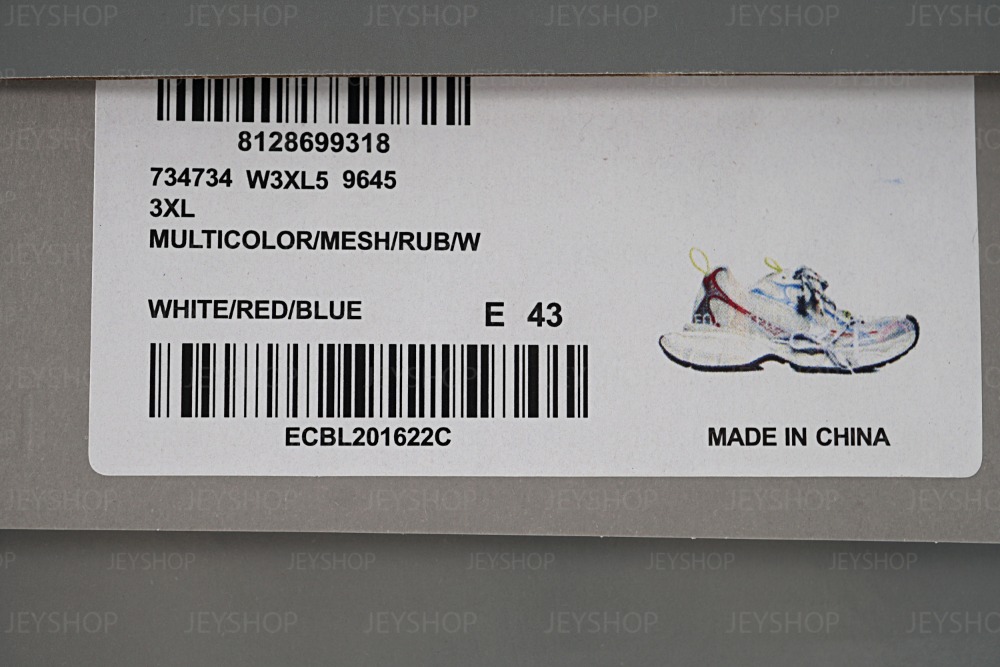 8128699318
734734 W3XL5 9645
3XL
MULTICOLOR/MESH/RUB/W
WHITE/RED/BLUE E 43
ECBL201622C
MADE IN CHINA
JEYSHOP